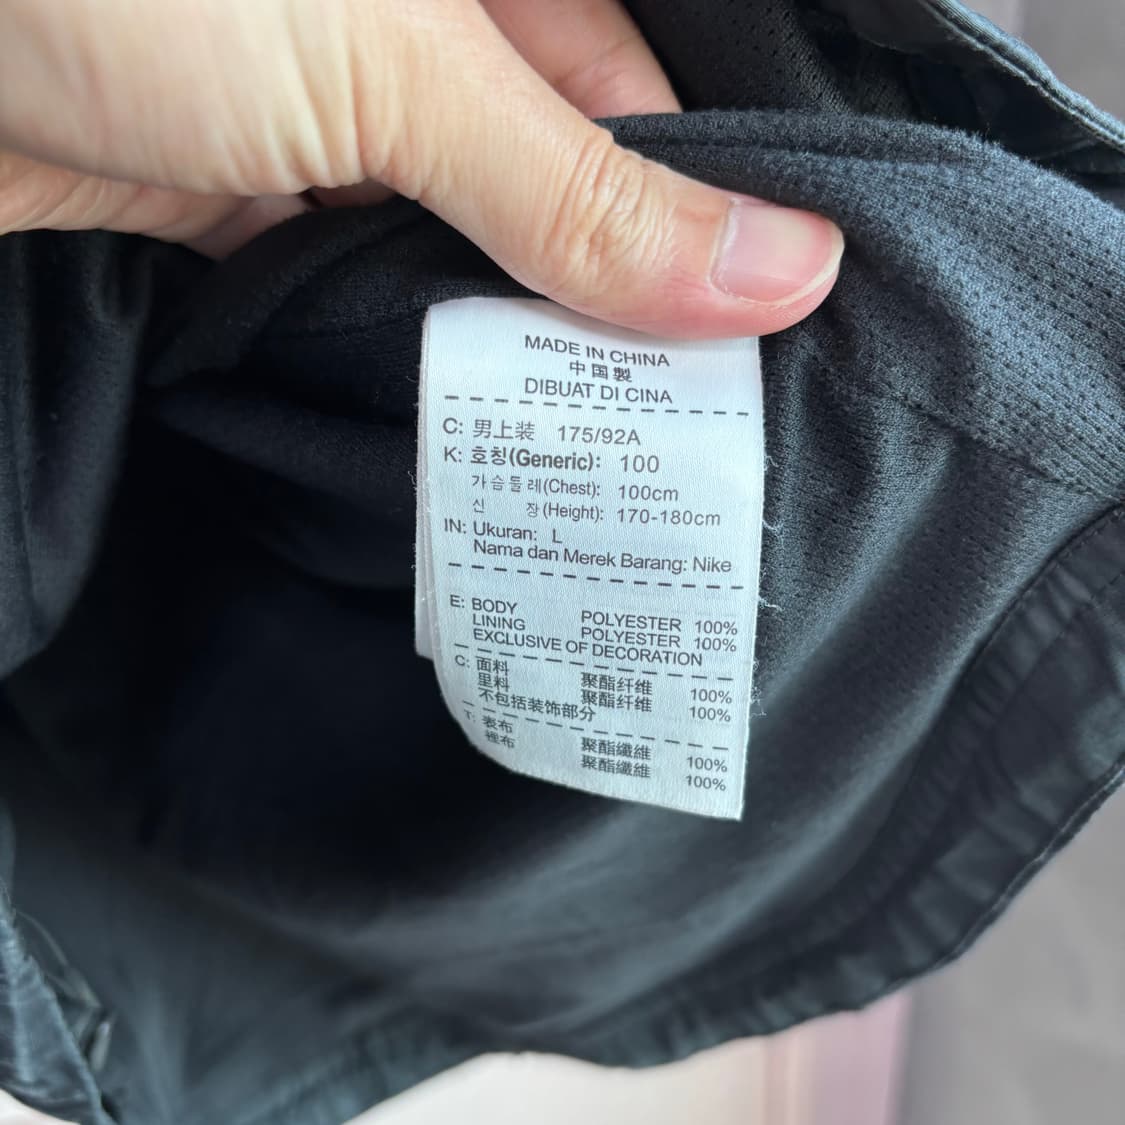 MADE IN CHINA
中国製
DIBUAT DI CINA
C: 男上装 175/92A
K: 호칭(Generic): 100
가슴둘레(Chest): 100cm
신 장(Height): 170-180cm
IN: Ukuran: L
Nama dan Merek Barang: Nike
E: BODY POLYESTER 100%
LINING POLYESTER 100%
EXCLUSIVE OF DECORATION
C: 面料 聚酯纤维 100%
里料 聚酯纤维 100%
不包括装饰部分
T: 表布 聚酯纖維 100%
裡布 聚酯纖維 100%